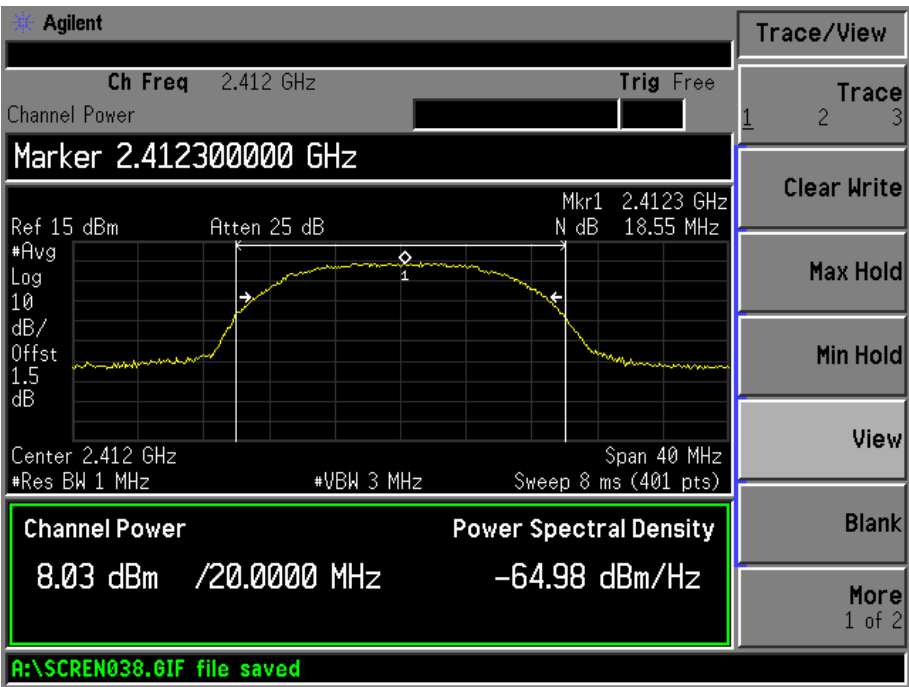 Agilent
Trace/View
Ch Freq 2.412 GHz Trig Free
Channel Power
Trace
1 2 3
Marker 2.412300000 GHz
Clear Write
Mkr1 2.4123 GHz
Ref 15 dBm Atten 25 dB N dB 18.55 MHz
#Avg
Log
10
dB/
Offst
1.5
dB
1
Max Hold
Min Hold
View
Center 2.412 GHz Span 40 MHz
#Res BW 1 MHz #VBW 3 MHz Sweep 8 ms (401 pts)
Channel Power Power Spectral Density
Blank
8.03 dBm /20.0000 MHz -64.98 dBm/Hz
More
1 of 2
A:\SCREN038.GIF file saved